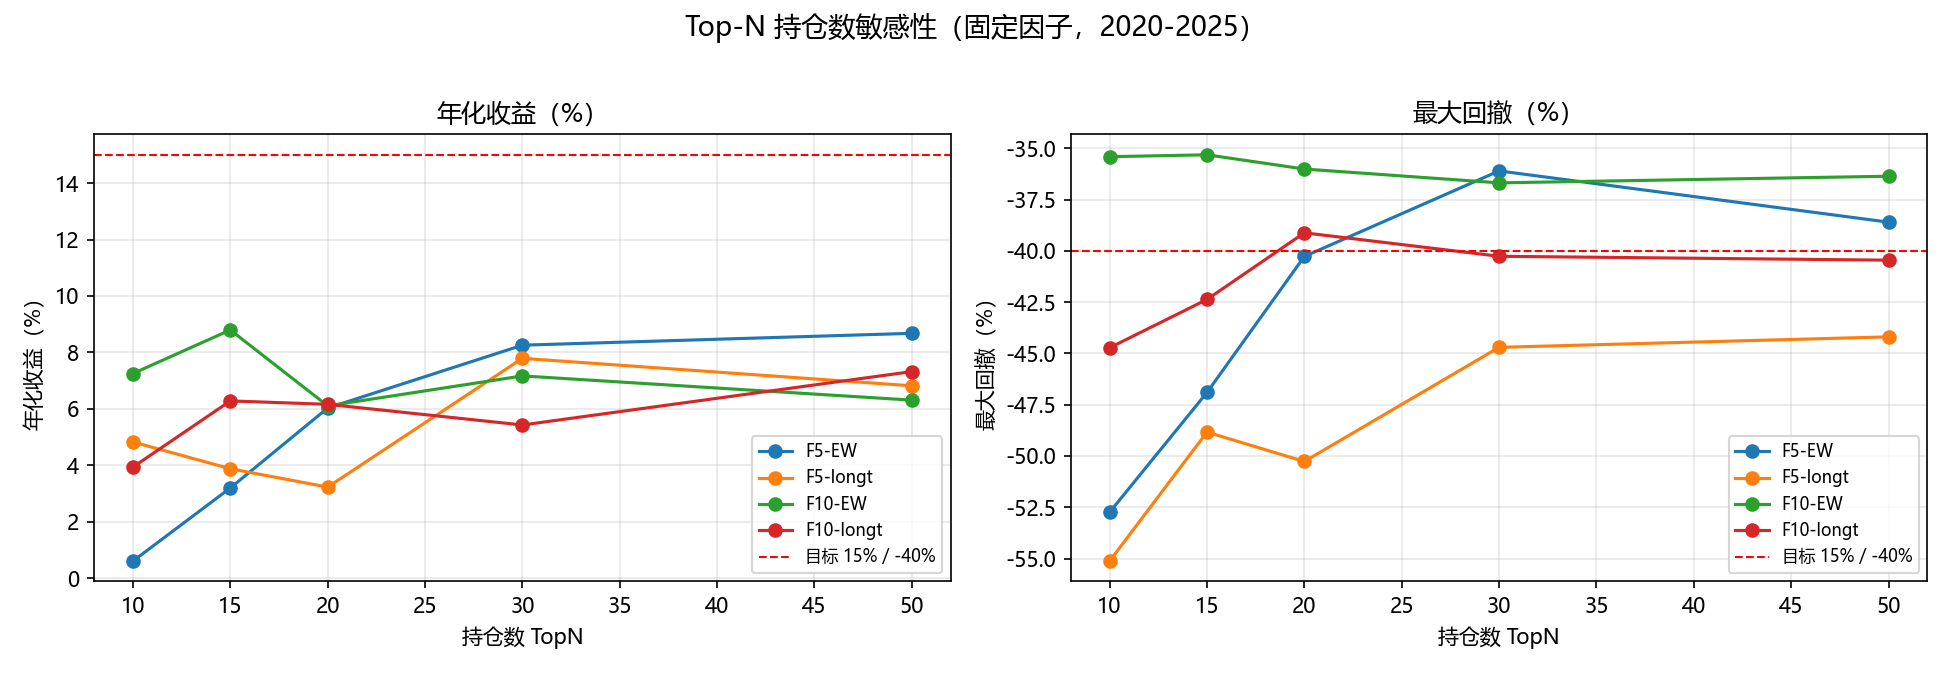 Top-N 持仓数敏感性（固定因子，2020-2025）
年化收益（%）
年化收益（%）
14
12
10
8
6
4
2
0
10 15 20 25 30 35 40 45 50
持仓数 TopN
F5-EW
F5-longt
F10-EW
F10-longt
目标 15% / -40%
最大回撤（%）
最大回撤（%）
-35.0
-37.5
-40.0
-42.5
-45.0
-47.5
-50.0
-52.5
-55.0
10 15 20 25 30 35 40 45 50
持仓数 TopN
F5-EW
F5-longt
F10-EW
F10-longt
目标 15% / -40%